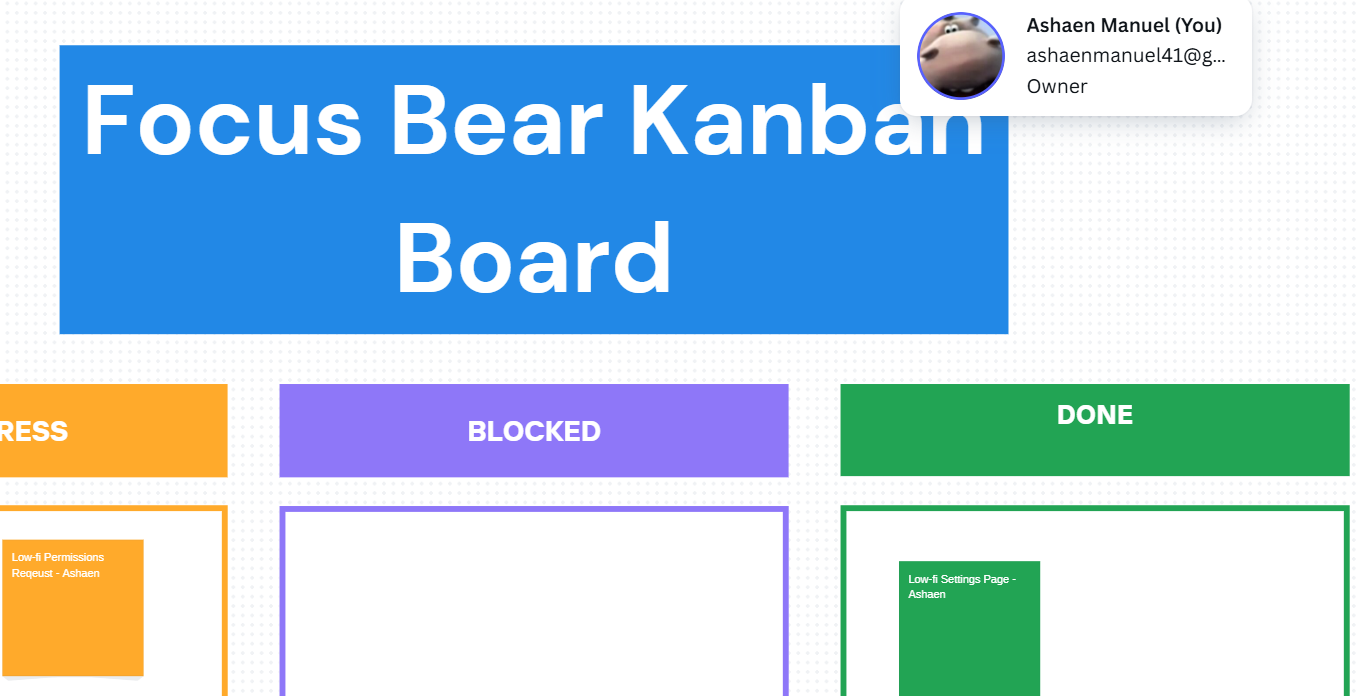 Ashaen Manuel (You)
ashaenmanuel41@g...
Owner
Focus Bear Kanban
Board
RESS
BLOCKED
DONE
Low-fi Permissions
Reqeust - Ashaen
Low-fi Settings Page -
Ashaen